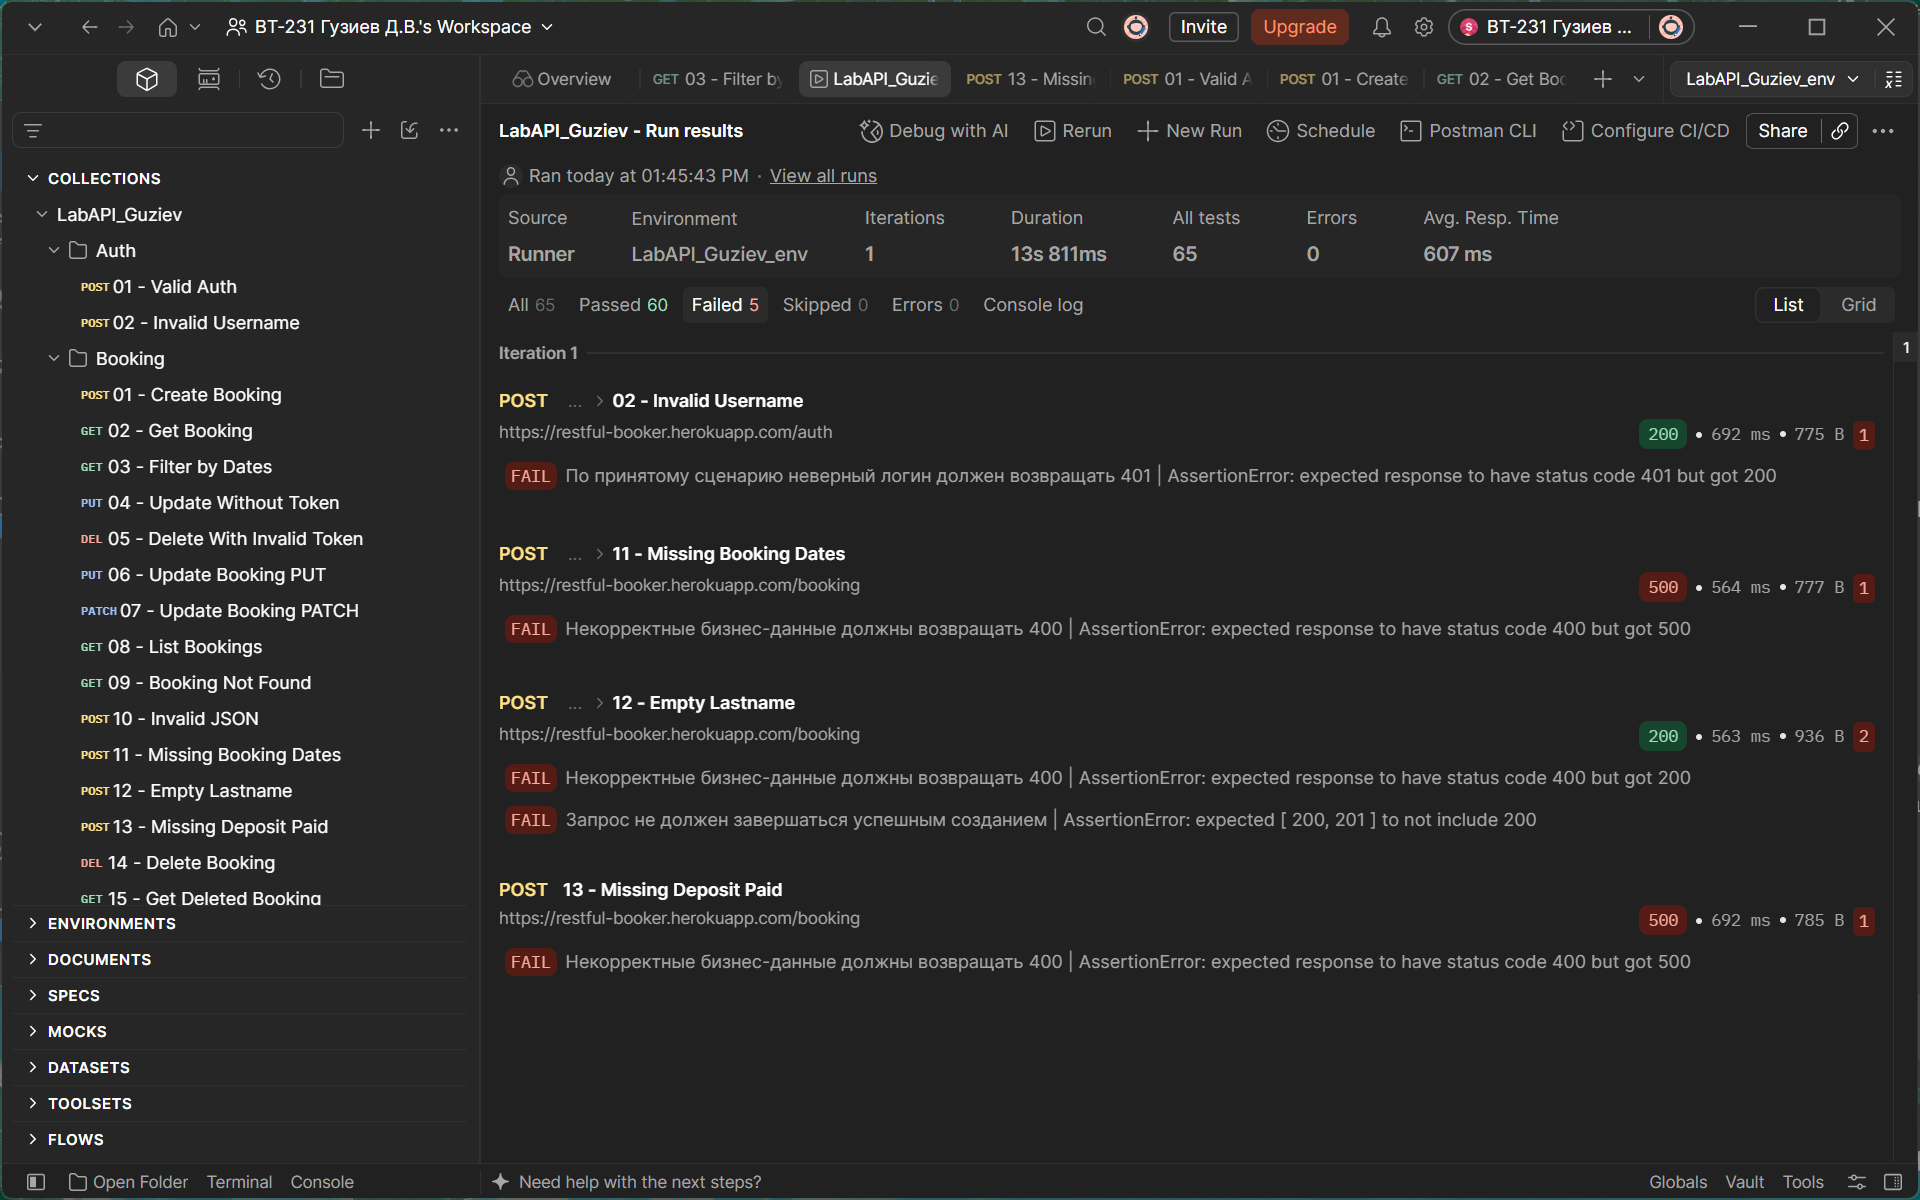 ВТ-231 Гузиев Д.В.'s Workspace
Invite
Upgrade
S
ВТ-231 Гузиев ...
Overview
GET 03 - Filter by
LabAPI_Guzie
POST 13 - Missin
POST 01 - Valid A
POST 01 - Create
GET 02 - Get Boo
LabAPI_Guziev_env
LabAPI_Guziev - Run results
Debug with AI
Rerun
New Run
Schedule
Postman CLI
Configure CI/CD
Share
Ran today at 01:45:43 PM · View all runs
Source
Environment
Iterations
Duration
All tests
Errors
Avg. Resp. Time
Runner
LabAPI_Guziev_env
1
13s 811ms
65
0
607 ms
All 65
Passed 60
Failed 5
Skipped 0
Errors 0
Console log
List
Grid
Iteration 1
1
POST ... > 02 - Invalid Username
https://restful-booker.herokuapp.com/auth
200 • 692 ms • 775 B 1
FAIL По принятому сценарию неверный логин должен возвращать 401 | AssertionError: expected response to have status code 401 but got 200
POST ... > 11 - Missing Booking Dates
https://restful-booker.herokuapp.com/booking
500 • 564 ms • 777 B 1
FAIL Некорректные бизнес-данные должны возвращать 400 | AssertionError: expected response to have status code 400 but got 500
POST ... > 12 - Empty Lastname
https://restful-booker.herokuapp.com/booking
200 • 563 ms • 936 B 2
FAIL Некорректные бизнес-данные должны возвращать 400 | AssertionError: expected response to have status code 400 but got 200
FAIL Запрос не должен завершаться успешным созданием | AssertionError: expected [ 200, 201 ] to not include 200
POST 13 - Missing Deposit Paid
https://restful-booker.herokuapp.com/booking
500 • 692 ms • 785 B 1
FAIL Некорректные бизнес-данные должны возвращать 400 | AssertionError: expected response to have status code 400 but got 500
COLLECTIONS
LabAPI_Guziev
Auth
POST 01 - Valid Auth
POST 02 - Invalid Username
Booking
POST 01 - Create Booking
GET 02 - Get Booking
GET 03 - Filter by Dates
PUT 04 - Update Without Token
DEL 05 - Delete With Invalid Token
PUT 06 - Update Booking PUT
PATCH 07 - Update Booking PATCH
GET 08 - List Bookings
GET 09 - Booking Not Found
POST 10 - Invalid JSON
POST 11 - Missing Booking Dates
POST 12 - Empty Lastname
POST 13 - Missing Deposit Paid
DEL 14 - Delete Booking
GET 15 - Get Deleted Booking
ENVIRONMENTS
DOCUMENTS
SPECS
MOCKS
DATASETS
TOOLSETS
FLOWS
Open Folder
Terminal
Console
Need help with the next steps?
Globals
Vault
Tools